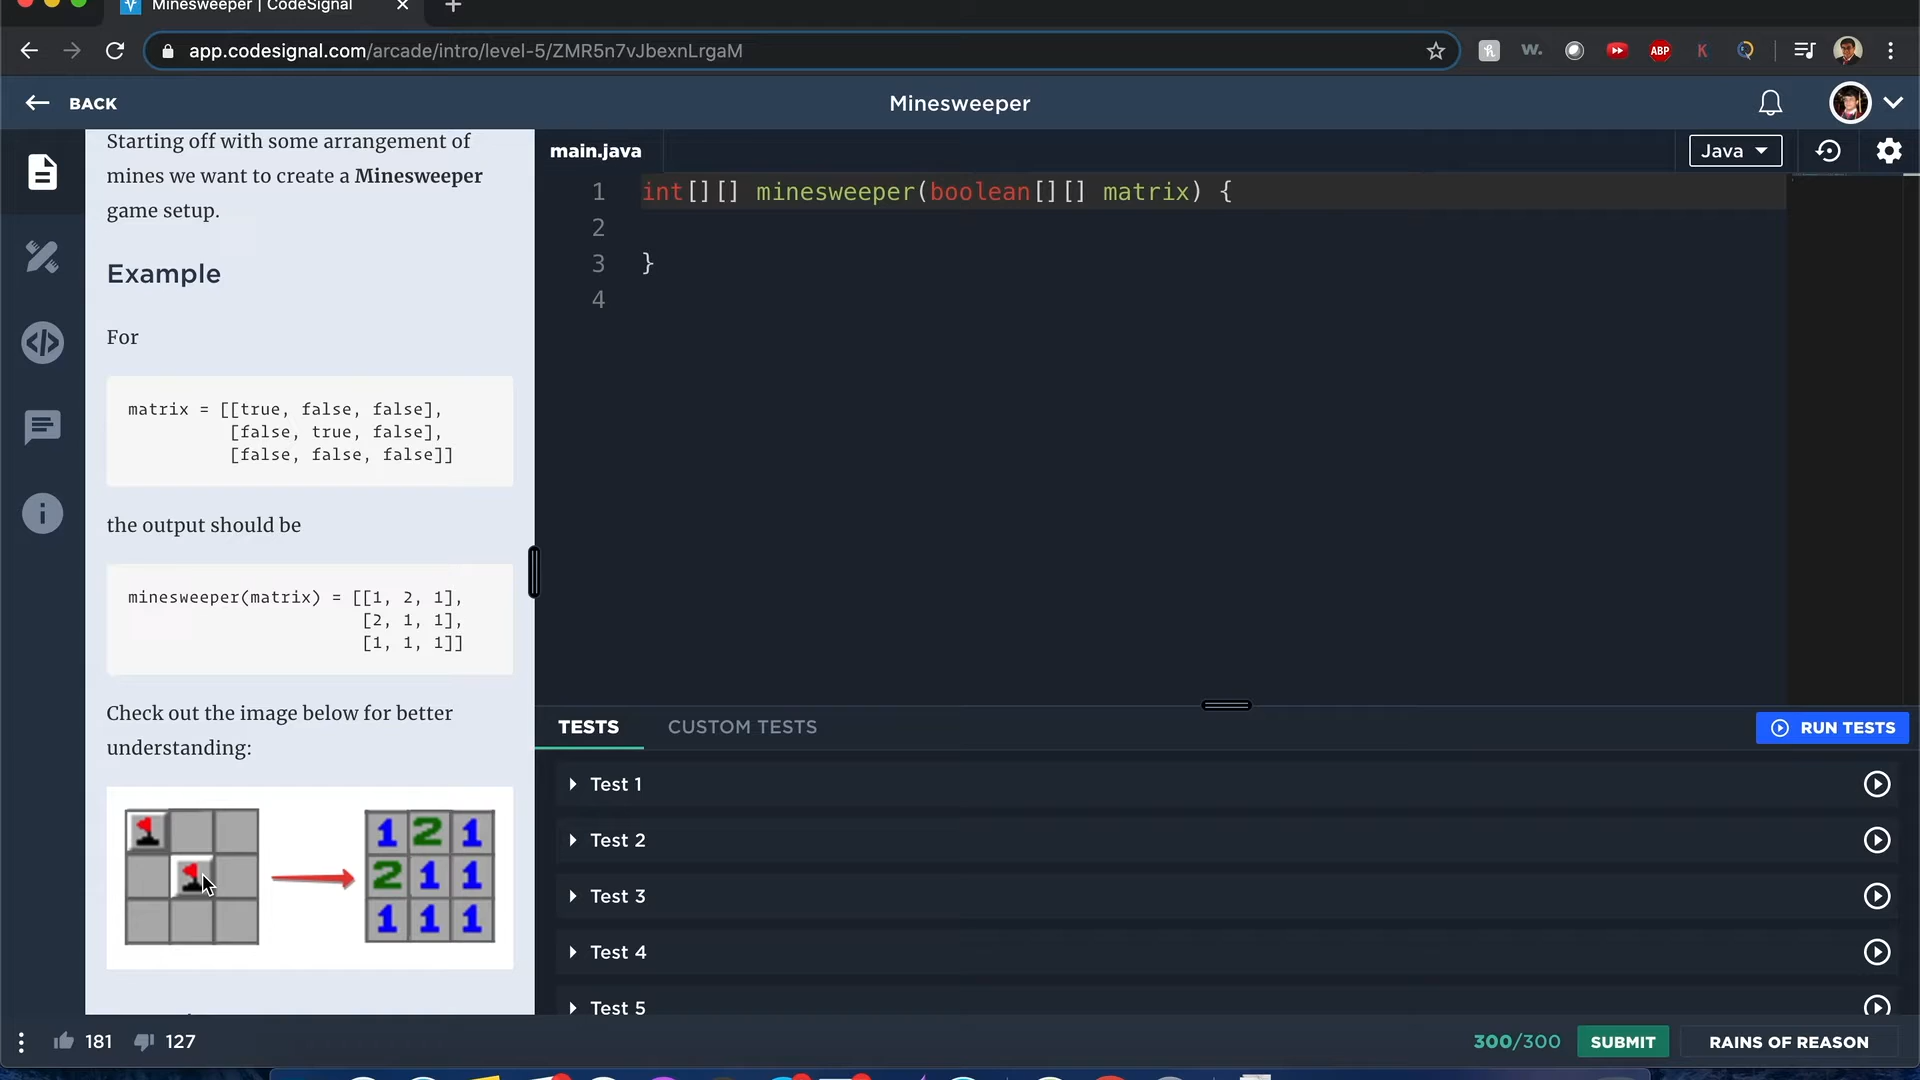 Minesweeper | CodeSignal
app.codesignal.com/arcade/intro/level-5/ZMR5n7vJbexnLrgaM
w.
ABP
K
BACK
Minesweeper
Starting off with some arrangement of
mines we want to create a Minesweeper
game setup.
Example
For
matrix = [[true, false, false],
[false, true, false],
[false, false, false]]
the output should be
minesweeper(matrix) = [[1, 2, 1],
[2, 1, 1],
[1, 1, 1]]
Check out the image below for better
understanding:
1 2 1
2 1 1
1 1 1
181
127
main.java
Java
1 int[][] minesweeper(boolean[][] matrix) {
2
3 }
4
TESTS
CUSTOM TESTS
RUN TESTS
Test 1
Test 2
Test 3
Test 4
Test 5
300/300
SUBMIT
RAINS OF REASON